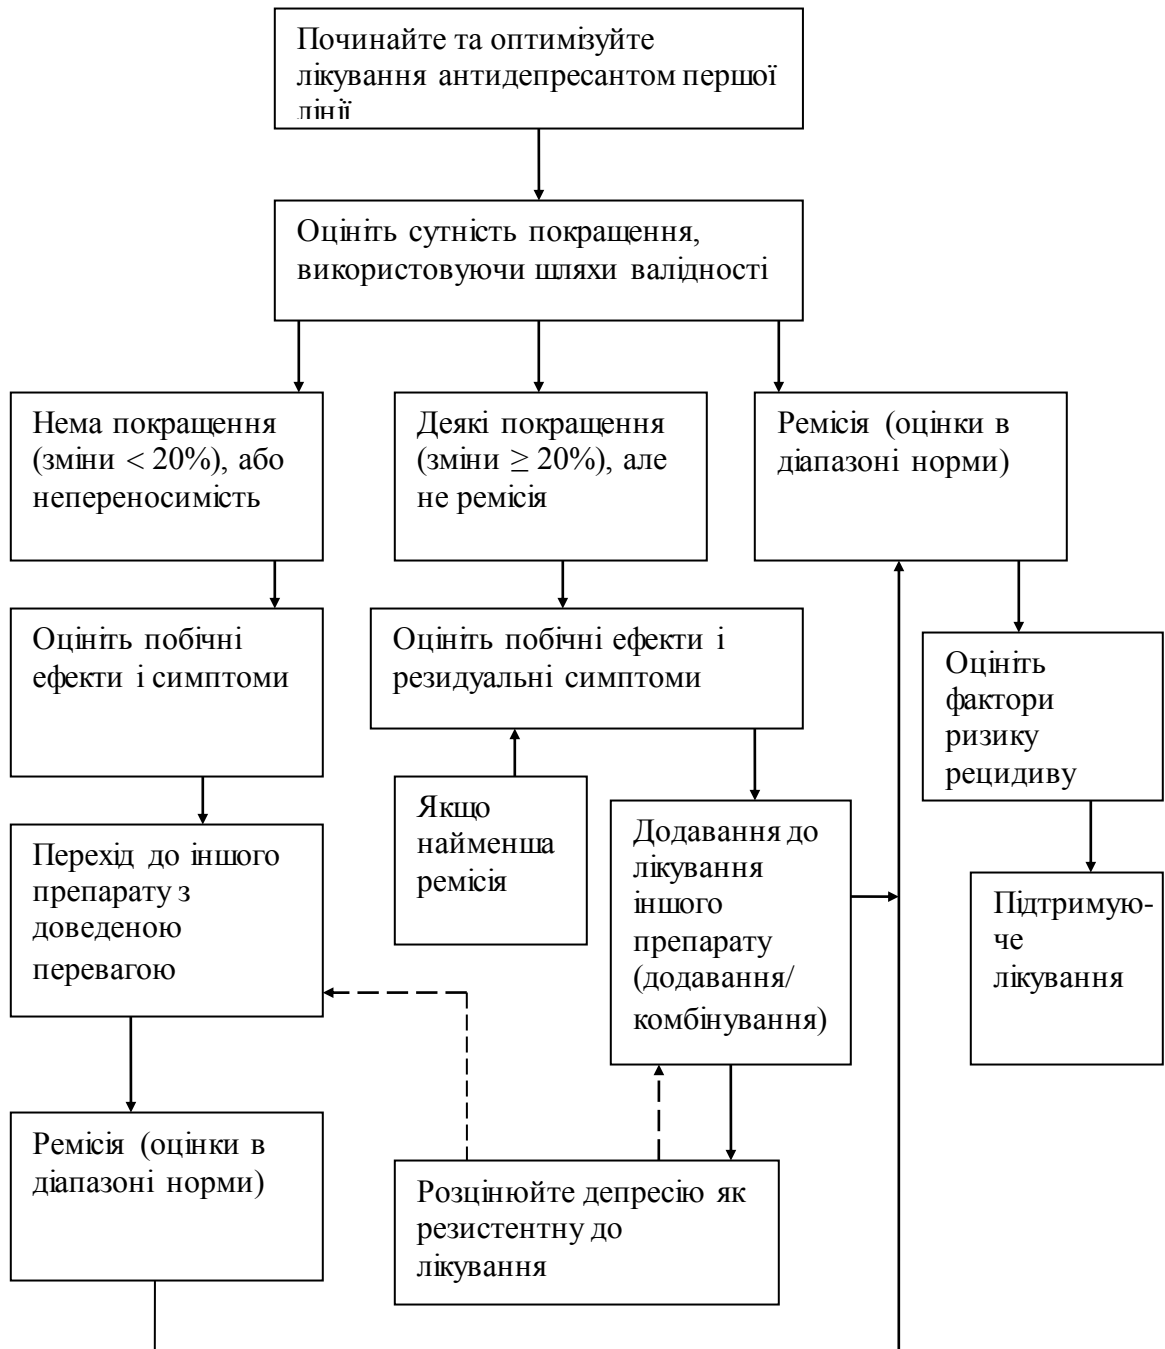 Починайте та оптимізуйте
лікування антидепресантом першої
лінії
Оцініть сутність покращення,
використовуючи шляхи валідності
Нема покращення
(зміни < 20%), або
непереносимість
Деякі покращення
(зміни ≥ 20%), але
не ремісія
Ремісія (оцінки в
діапазоні норми)
Оцініть побічні
ефекти і симптоми
Оцініть побічні ефекти і
резидуальні симптоми
Оцініть
фактори
ризику
рецидиву
Якщо
найменша
ремісія
Додавання до
лікування
іншого
препарату
(додавання/
комбінування)
Перехід до іншого
препарату з
доведеною
перевагою
Підтримую-
че
лікування
Ремісія (оцінки в
діапазоні норми)
Розцінюйте депресію як
резистентну до
лікування